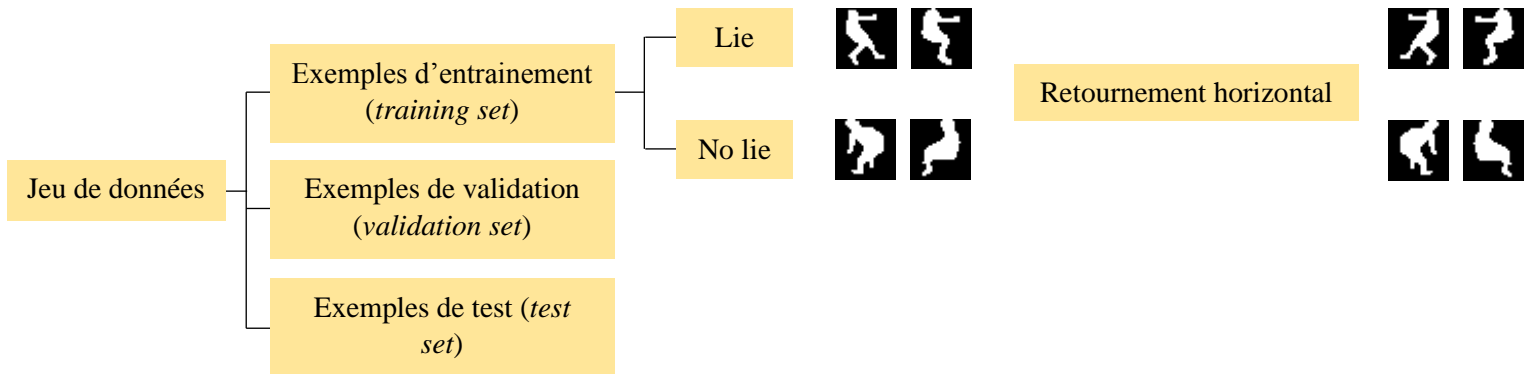 Jeu de données
Exemples d'entrainement
(training set)
Exemples de validation
(validation set)
Exemples de test (test
set)
Lie
No lie
Retournement horizontal